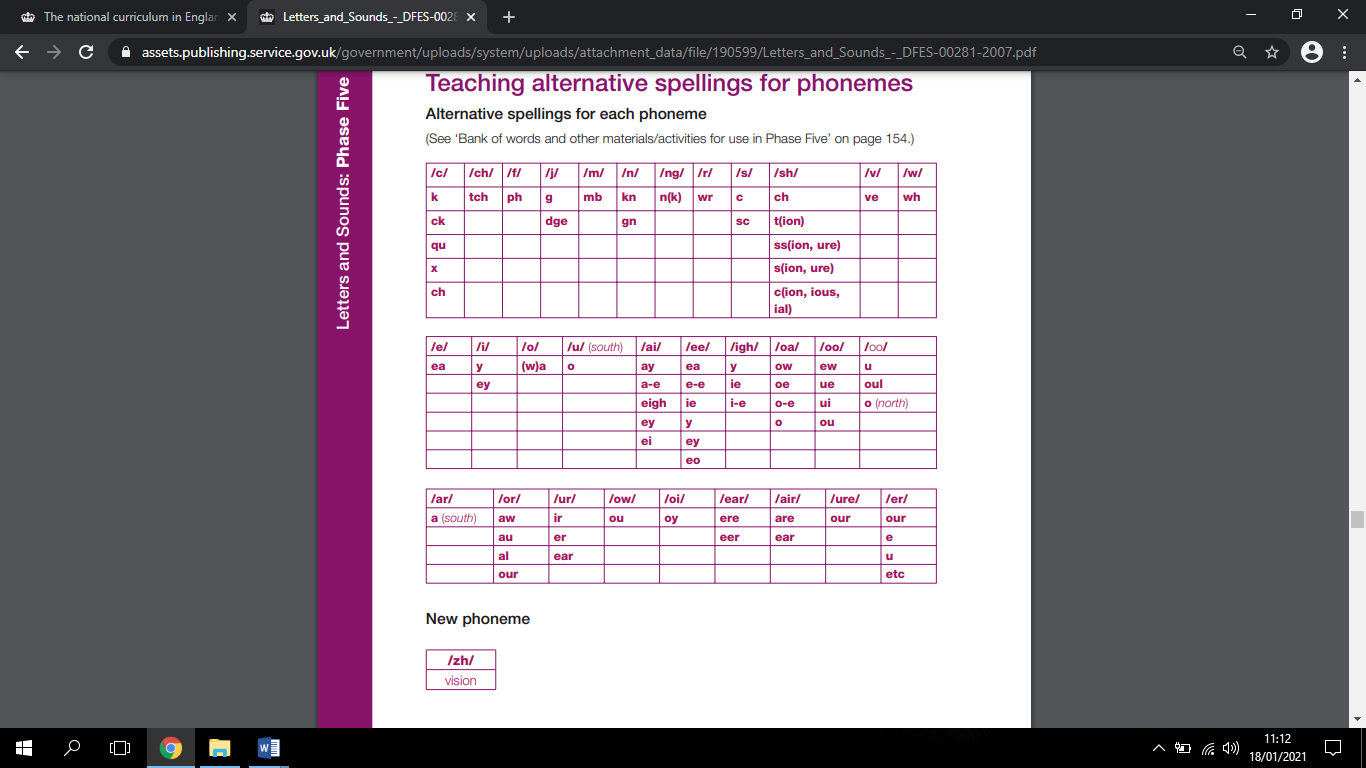 The national curriculum in Englan
Letters_and_Sounds_-_DFES-0028
assets.publishing.service.gov.uk/government/uploads/system/uploads/attachment_data/file/190599/Letters_and_Sounds_-_DFES-00281-2007.pdf
Letters and Sounds: Phase Five
Teaching alternative spellings for phonemes
Alternative spellings for each phoneme
(See ‘Bank of words and other materials/activities for use in Phase Five’ on page 154.)
/c/ /ch/ /f/ /j/ /m/ /n/ /ng/ /r/ /s/ /sh/ /v/ /w/
k tch ph g mb kn n(k) wr c ch ve wh
ck dge gn sc t(ion)
qu ss(ion, ure)
x s(ion, ure)
ch c(ion, ious,
ial)
/e/ /i/ /o/ /u/ (south) /ai/ /ee/ /igh/ /oa/ /oo/ /oo/
ea y (w)a o ay ea y ow ew u
ey a-e e-e ie oe ue oul
eigh ie i-e o-e ui o (north)
ey y o ou
ei ey
eo
/ar/ /or/ /ur/ /ow/ /oi/ /ear/ /air/ /ure/ /er/
a (south) aw ir ou oy ere are our our
au er eer ear e
al ear u
our etc
New phoneme
/zh/
vision
11:12
18/01/2021